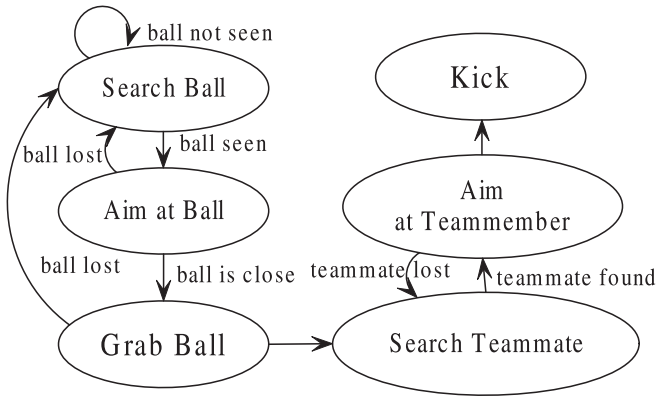 ball not seen
Search Ball
Kick
ball lost
ball seen
Aim at Ball
Aim
at Teammember
ball lost
ball is close
teammate lost
teammate found
Grab Ball
Search Teammate